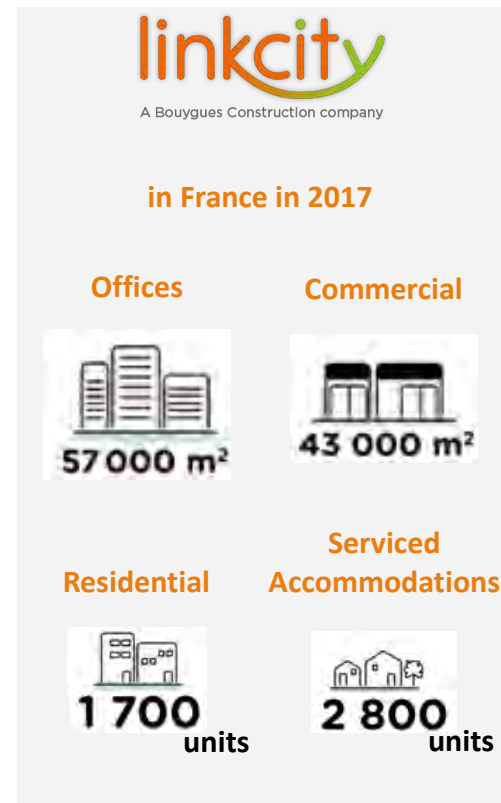 linkcity
A Bouygues Construction company
in France in 2017
Offices
57 000 m²
Commercial
43 000 m²
Residential
1 700
units
Serviced
Accommodations
2 800
units